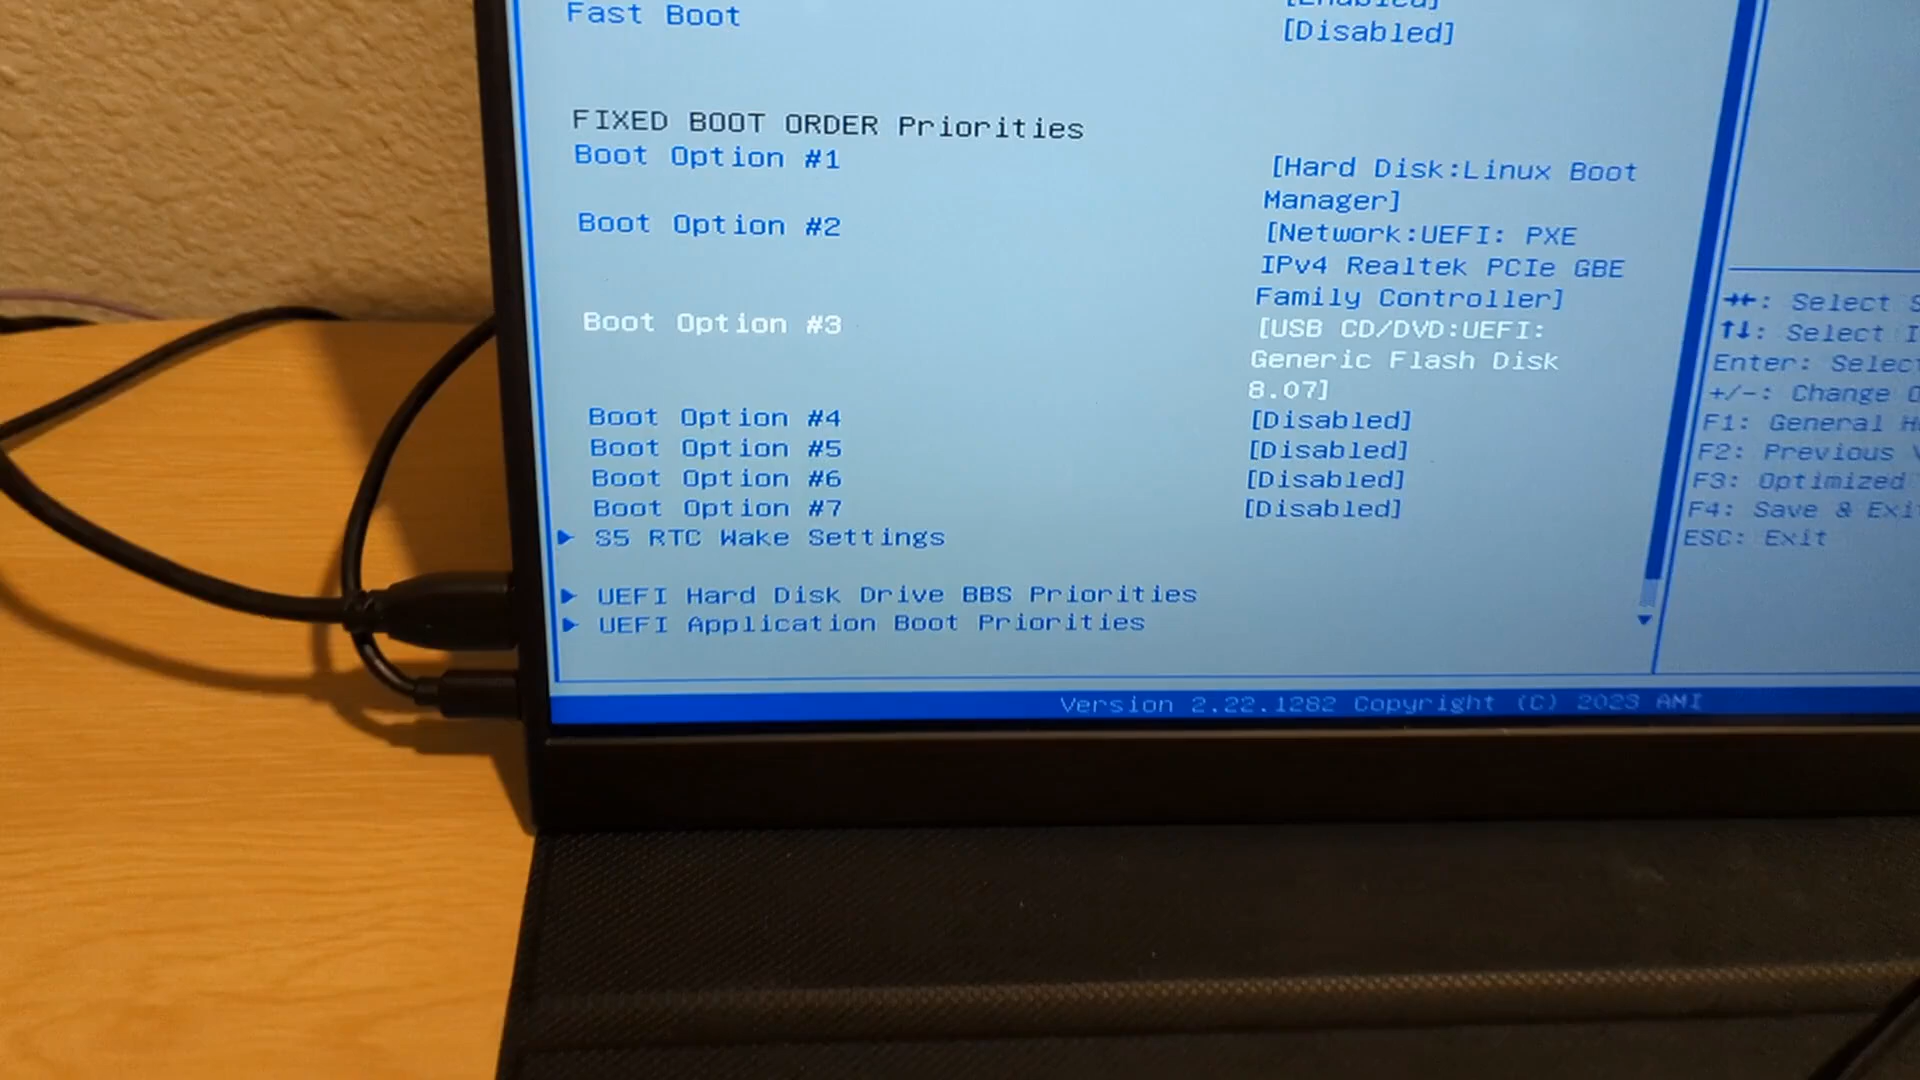 [Enabled]
Fast Boot [Disabled]
FIXED BOOT ORDER Priorities
Boot Option #1 [Hard Disk:Linux Boot
Manager]
Boot Option #2 [Network:UEFI: PXE
IPv4 Realtek PCIe GBE
Family Controller]
Boot Option #3 [USB CD/DVD:UEFI:
Generic Flash Disk
8.07]
Boot Option #4 [Disabled]
Boot Option #5 [Disabled]
Boot Option #6 [Disabled]
Boot Option #7 [Disabled]
S5 RTC Wake Settings
UEFI Hard Disk Drive BBS Priorities
UEFI Application Boot Priorities
→←: Select
↑↓: Select
Enter: Select
+/-: Change
F1: General
F2: Previous
F3: Optimized
F4: Save &
ESC: Exit
Version 2.22.1282 Copyright (C) 2023 AMI